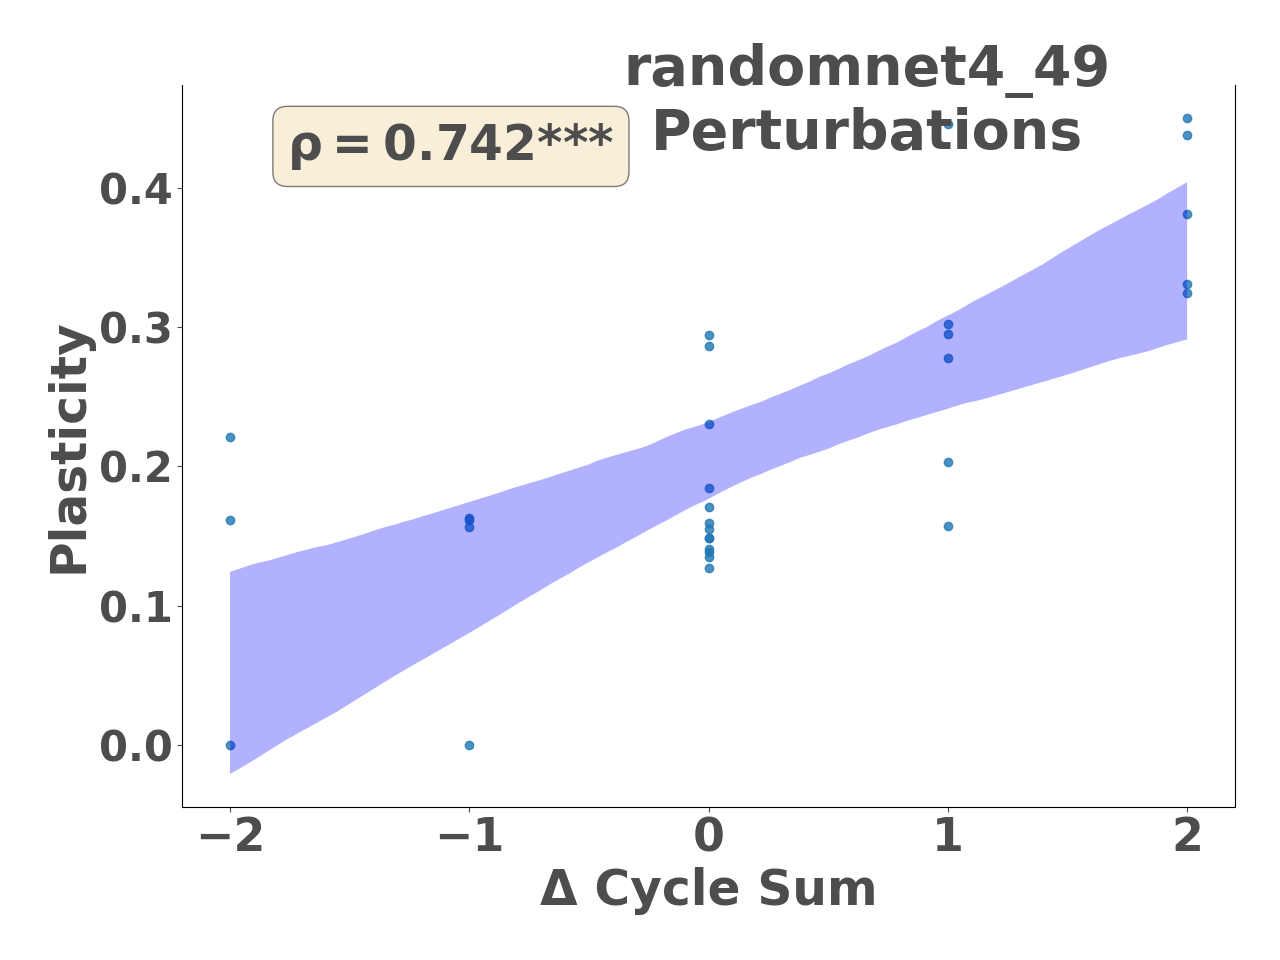 randomnet4_49
Perturbations
ρ = 0.742***
Plasticity
0.4
0.3
0.2
0.1
0.0
−2 −1 0 1 2
Δ Cycle Sum